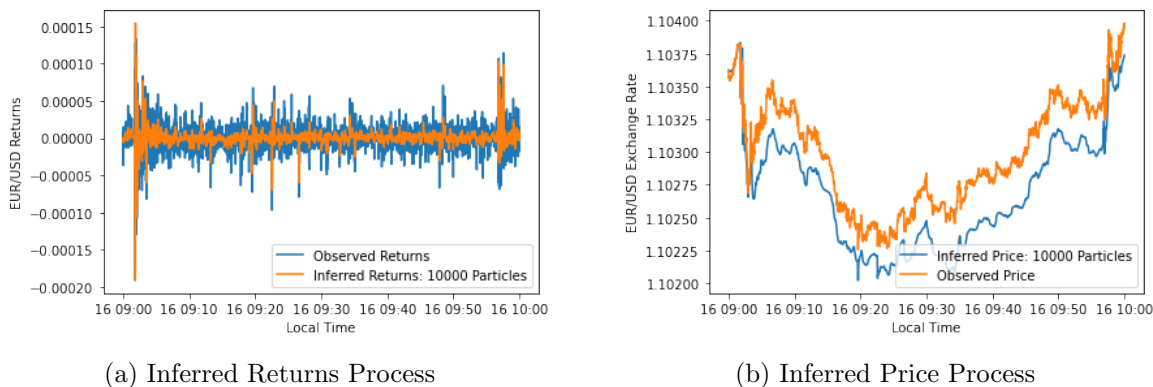 0.00015
0.00010
0.00005
0.00000
−0.00005
−0.00010
−0.00015
−0.00020
EUR/USD Returns
Observed Returns
Inferred Returns: 10000 Particles
16 09:00 16 09:10 16 09:20 16 09:30 16 09:40 16 09:50 16 10:00
Local Time
(a) Inferred Returns Process
1.10400
1.10375
1.10350
1.10325
1.10300
1.10275
1.10250
1.10225
1.10200
EUR/USD Exchange Rate
Inferred Price: 10000 Particles
Observed Price
16 09:00 16 09:10 16 09:20 16 09:30 16 09:40 16 09:50 16 10:00
Local Time
(b) Inferred Price Process